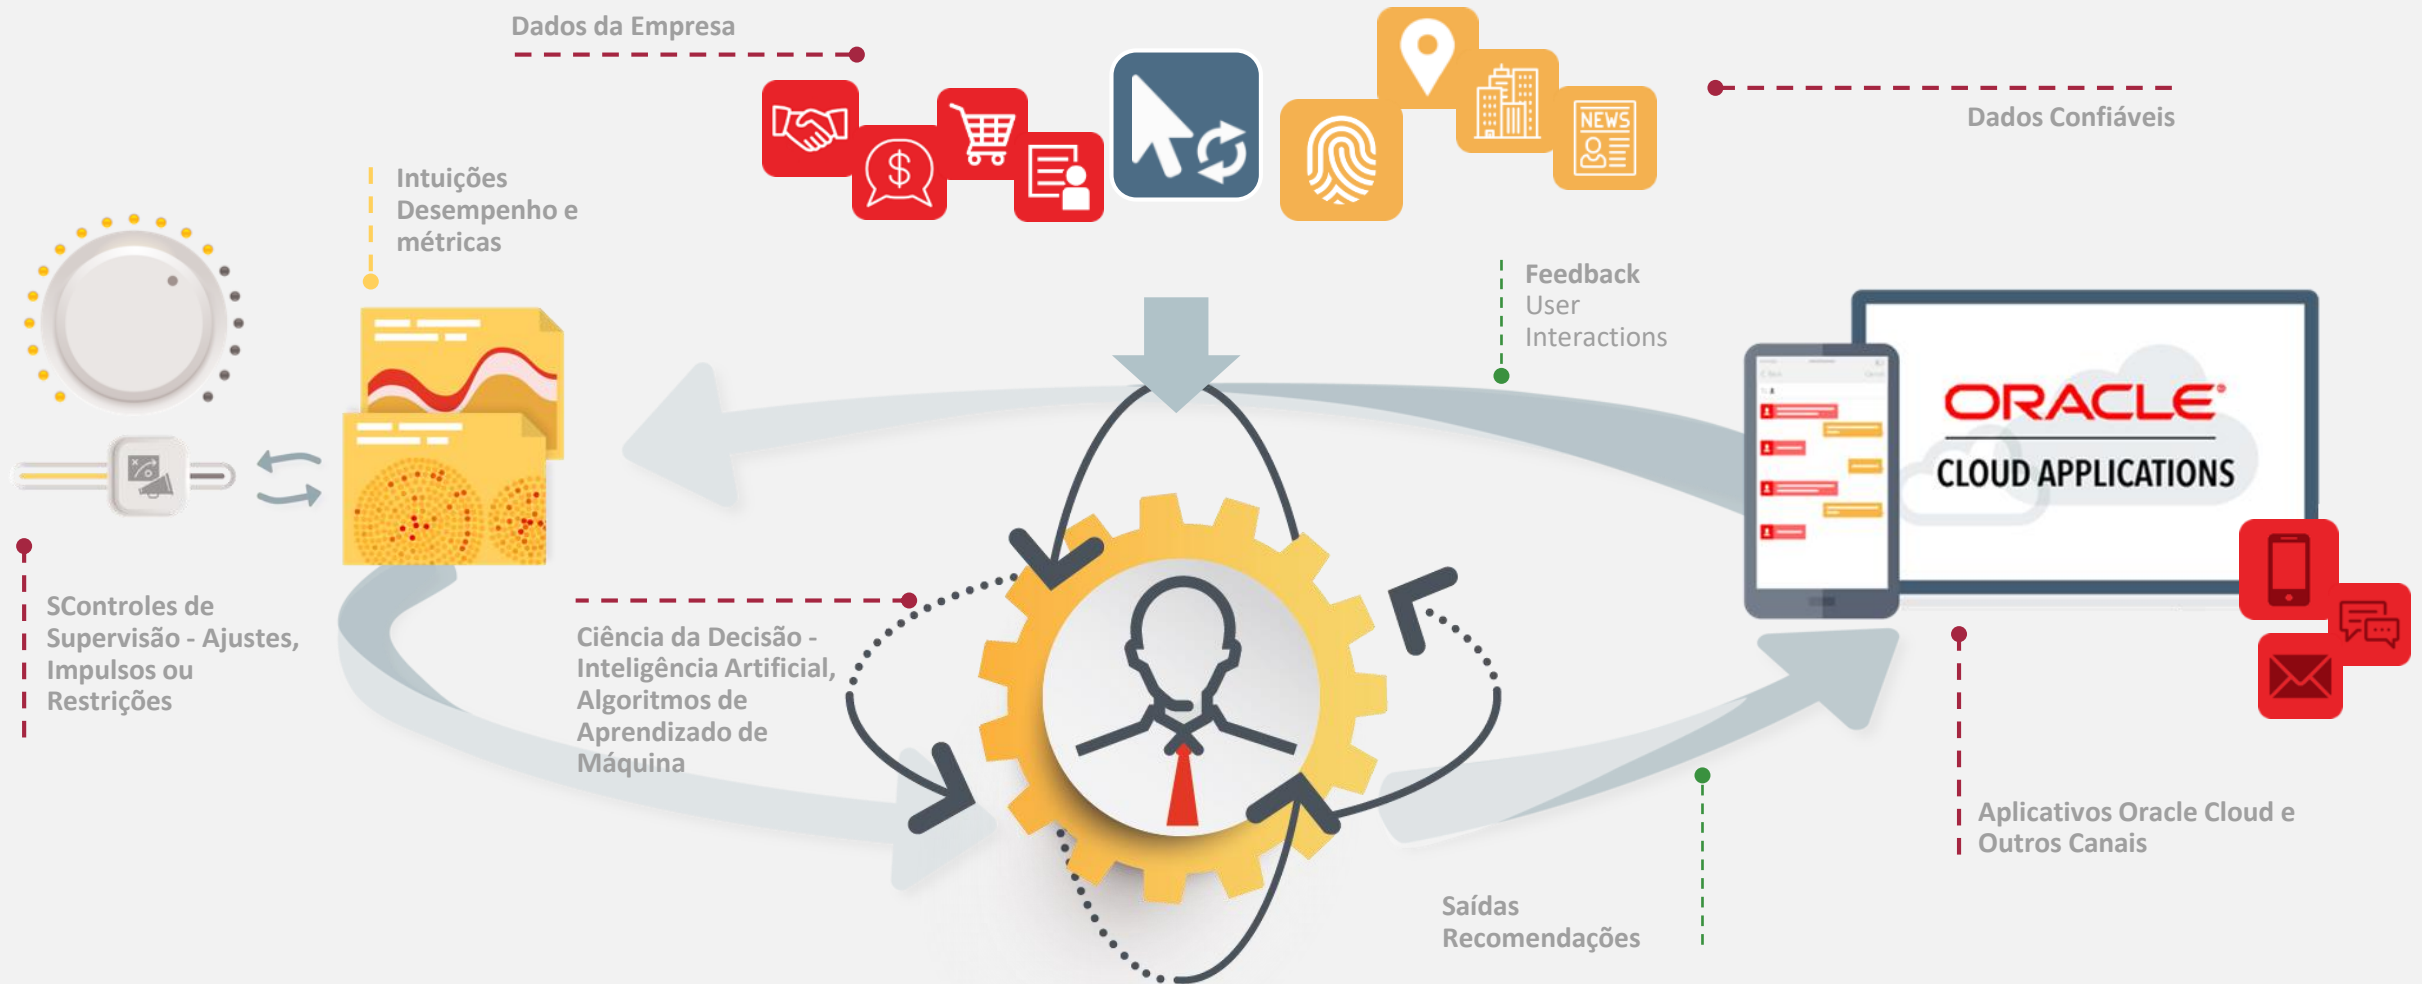 Dados da Empresa
Dados Confiáveis
NEWS
$
Intuições
Desempenho e
métricas
Feedback
User
Interactions
ORACLE®
CLOUD APPLICATIONS
SControles de
Supervisão - Ajustes,
Impulsos ou
Restrições
Ciência da Decisão -
Inteligência Artificial,
Algoritmos de
Aprendizado de
Máquina
Aplicativos Oracle Cloud e
Outros Canais
Saídas
Recomendações